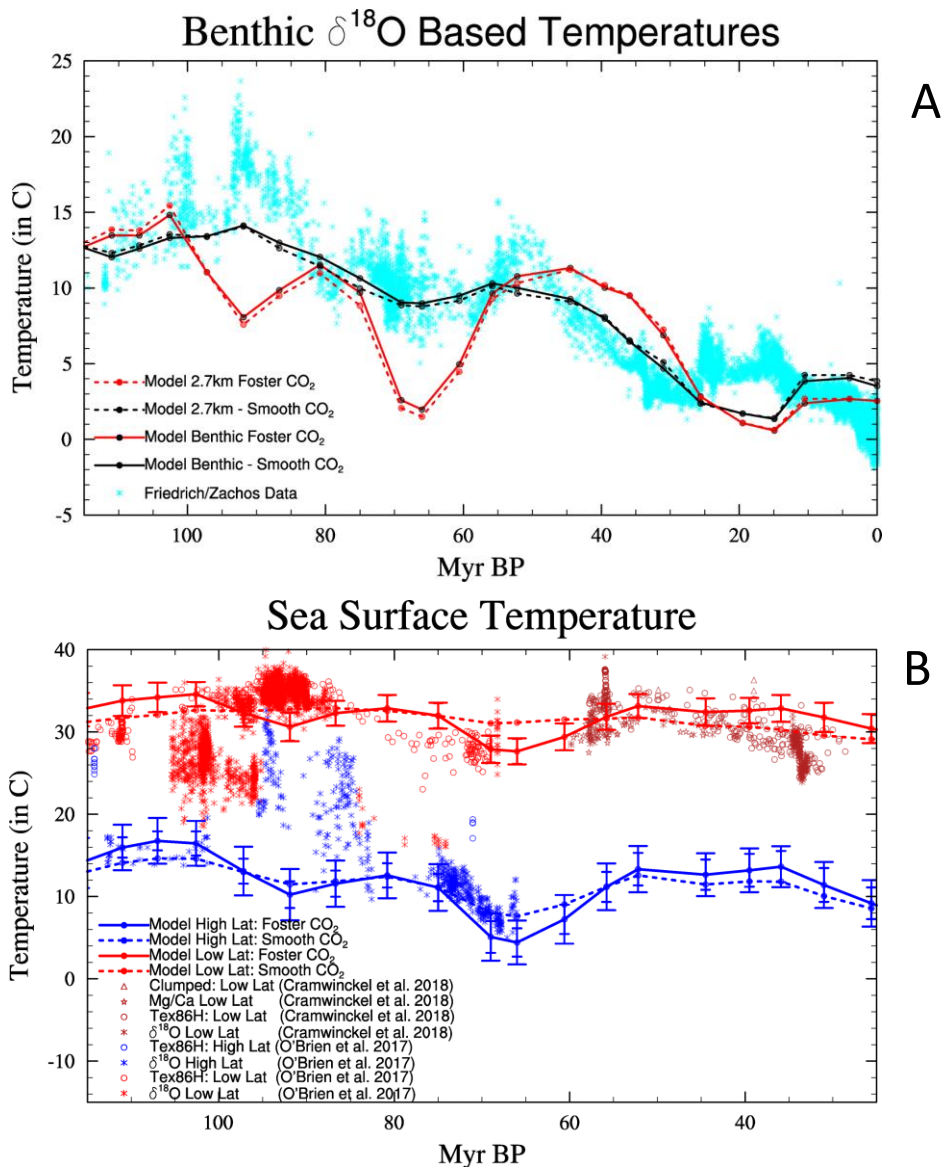 Benthic δ¹⁸O Based Temperatures
A
25
20
15
10
5
0
-5
Temperature (in C)
Model 2.7km Foster CO₂
Model 2.7km - Smooth CO₂
Model Benthic Foster CO₂
Model Benthic - Smooth CO₂
Friedrich/Zachos Data
100 80 60 40 20 0
Myr BP
Sea Surface Temperature
B
40
30
20
10
0
-10
Temperature (in C)
Model High Lat: Foster CO₂
Model High Lat: Smooth CO₂
Model Low Lat: Foster CO₂
Model Low Lat: Smooth CO₂
Clumped: Low Lat (Cramwinckel et al. 2018)
Mg/Ca Low Lat (Cramwinckel et al. 2018)
Tex86H: Low Lat (Cramwinckel et al. 2018)
δ¹⁸O Low Lat (Cramwinckel et al. 2018)
Tex86H: High Lat (O'Brien et al. 2017)
δ¹⁸O High Lat (O'Brien et al. 2017)
Tex86H: Low Lat (O'Brien et al. 2017)
δ¹⁸O Low Lat (O'Brien et al. 2017)
100 80 60 40
Myr BP